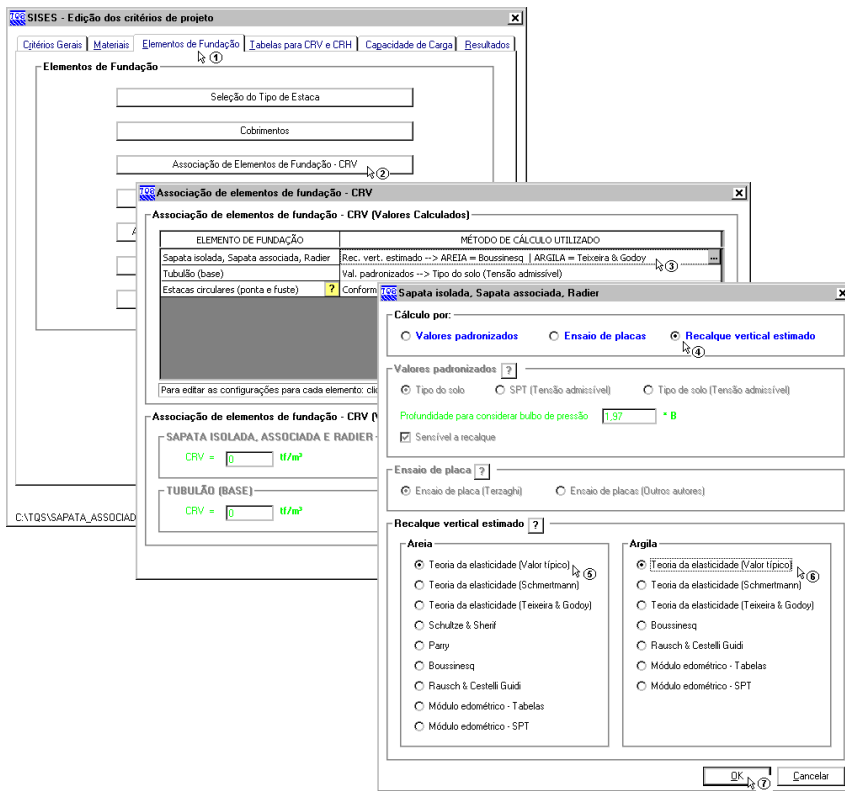 TQS SISES - Edição dos critérios de projeto
Critérios Gerais Materiais Elementos de Fundação Tabelas para CRV e CRH Capacidade de Carga Resultados
1
Elementos de Fundação
Seleção do Tipo de Estaca
Cobrimentos
Associação de Elementos de Fundação - CRV
2
C:\TQS\SAPATA_ASSOCIAD
TQS Associação de elementos de fundação - CRV
Associação de elementos de fundação - CRV (Valores Calculados)
ELEMENTO DE FUNDAÇÃO MÉTODO DE CÁLCULO UTILIZADO
Sapata isolada, Sapata associada, Radier Rec. vert. estimado --> AREIA = Boussinesq | ARGILA = Teixeira & Godoy ...
3
Tubulão (base) Val. padronizados --> Tipo do solo (Tensão admissível)
Estacas circulares (ponta e fuste) ? Conform
Para editar as configurações para cada elemento: clic
Associação de elementos de fundação - CRV (V
SAPATA ISOLADA, ASSOCIADA E RADIER
CRV = 0 tf/m³
TUBULÃO (BASE)
CRV = 0 tf/m³
TQS Sapata isolada, Sapata associada, Radier
Cálculo por:
Valores padronizados Ensaio de placas Recalque vertical estimado
4
Valores padronizados ?
Tipo do solo SPT (Tensão admissível) Tipo de solo (Tensão admissível)
Profundidade para considerar bulbo de pressão 1,97 * B
Sensível a recalque
Ensaio de placa ?
Ensaio de placa (Terzaghi) Ensaio de placas (Outros autores)
Recalque vertical estimado ?
Areia
Teoria da elasticidade (Valor típico)
5
Teoria da elasticidade (Schmertmann)
Teoria da elasticidade (Teixeira & Godoy)
Schultze & Sherif
Parry
Boussinesq
Rausch & Cestelli Guidi
Módulo edométrico - Tabelas
Módulo edométrico - SPT
Argila
Teoria da elasticidade (Valor típico)
6
Teoria da elasticidade (Schmertmann)
Teoria da elasticidade (Teixeira & Godoy)
Boussinesq
Rausch & Cestelli Guidi
Módulo edométrico - Tabelas
Módulo edométrico - SPT
OK 7 Cancelar